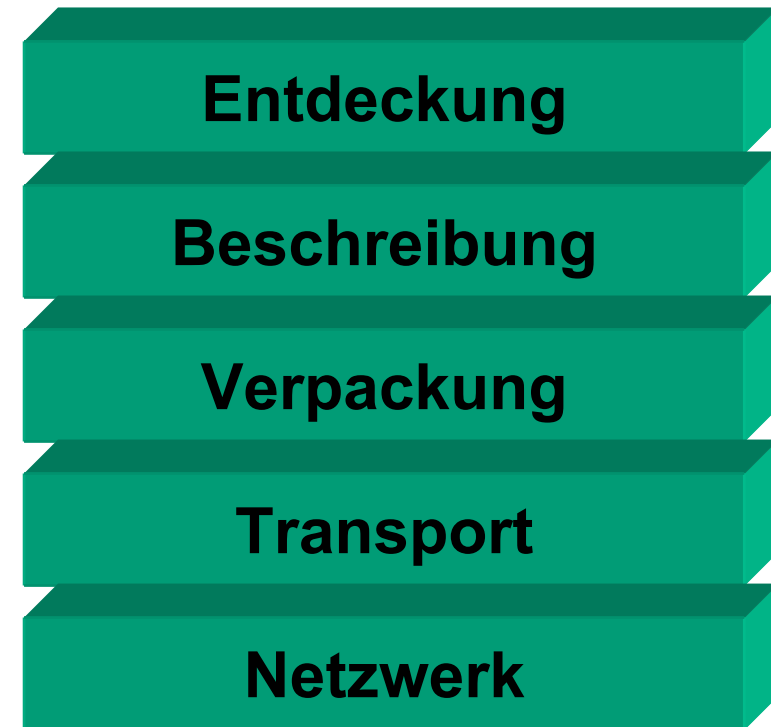 Entdeckung
Beschreibung
Verpackung
Transport
Netzwerk